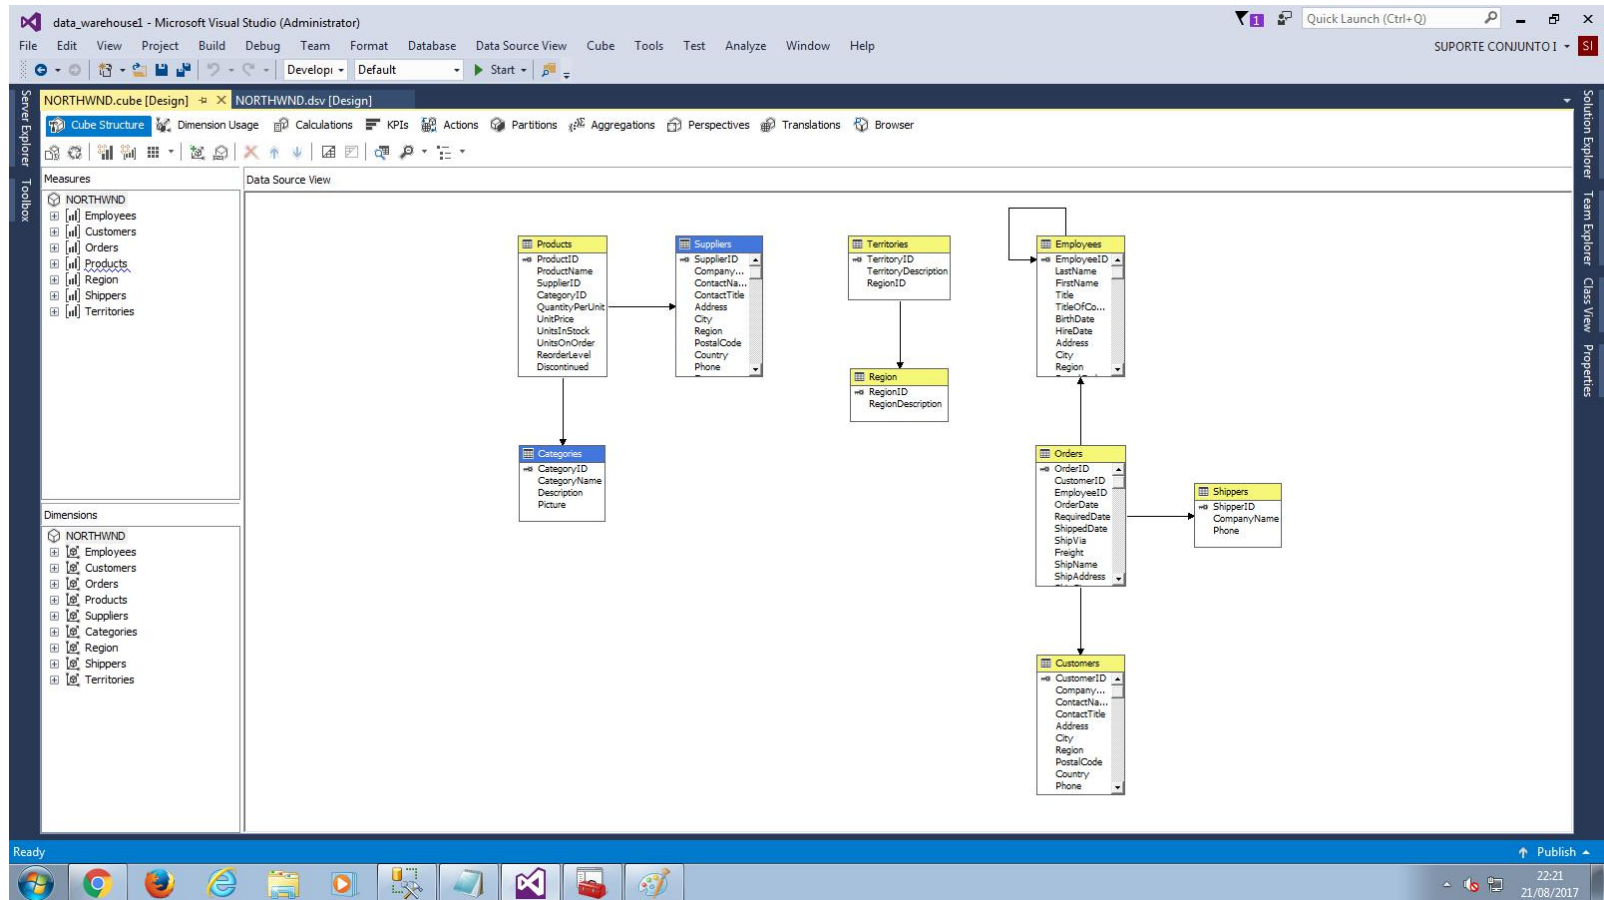 data_warehouse1 - Microsoft Visual Studio (Administrator)
1
Quick Launch (Ctrl+Q)
File Edit View Project Build Debug Team Format Database Data Source View Cube Tools Test Analyze Window Help
SUPORTE CONJUNTO I
SI
Develop
Default
Start
NORTHWND.cube [Design]
NORTHWND.dsv [Design]
Cube Structure Dimension Usage Calculations KPIs Actions Partitions Aggregations Perspectives Translations Browser
Server Explorer
Toolbox
Measures
NORTHWND
Employees
Customers
Orders
Products
Region
Shippers
Territories
Dimensions
NORTHWND
Employees
Customers
Orders
Products
Suppliers
Categories
Region
Shippers
Territories
Data Source View
Products
ProductID
ProductName
SupplierID
CategoryID
QuantityPerUnit
UnitPrice
UnitsInStock
UnitsOnOrder
ReorderLevel
Discontinued
Suppliers
SupplierID
Company...
ContactNa...
ContactTitle
Address
City
Region
PostalCode
Country
Phone
Categories
CategoryID
CategoryName
Description
Picture
Territories
TerritoryID
TerritoryDescription
RegionID
Region
RegionID
RegionDescription
Employees
EmployeeID
LastName
FirstName
Title
TitleOfCo...
BirthDate
HireDate
Address
City
Region
Orders
OrderID
CustomerID
EmployeeID
OrderDate
RequiredDate
ShippedDate
ShipVia
Freight
ShipName
ShipAddress
Shippers
ShipperID
CompanyName
Phone
Customers
CustomerID
Company...
ContactNa...
ContactTitle
Address
City
Region
PostalCode
Country
Phone
Solution Explorer
Team Explorer
Class View
Properties
Ready
Publish
22:21
21/08/2017